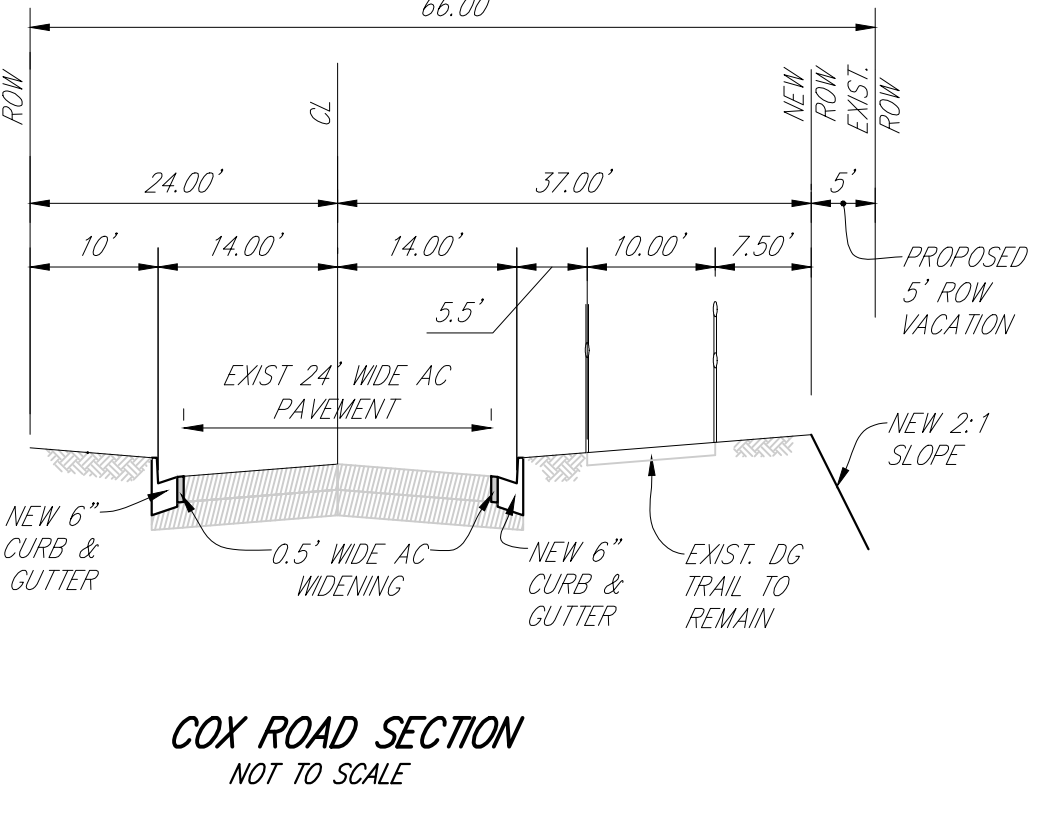 66.00'
ROW
CL
NEW
ROW
EXIST.
ROW
24.00'
37.00'
5'
10'
14.00'
14.00'
10.00'
7.50'
5.5'
PROPOSED
5' ROW
VACATION
EXIST 24' WIDE AC
PAVEMENT
NEW 2:1
SLOPE
NEW 6"
CURB &
GUTTER
0.5' WIDE AC
WIDENING
NEW 6"
CURB &
GUTTER
EXIST. DG
TRAIL TO
REMAIN
COX ROAD SECTION
NOT TO SCALE